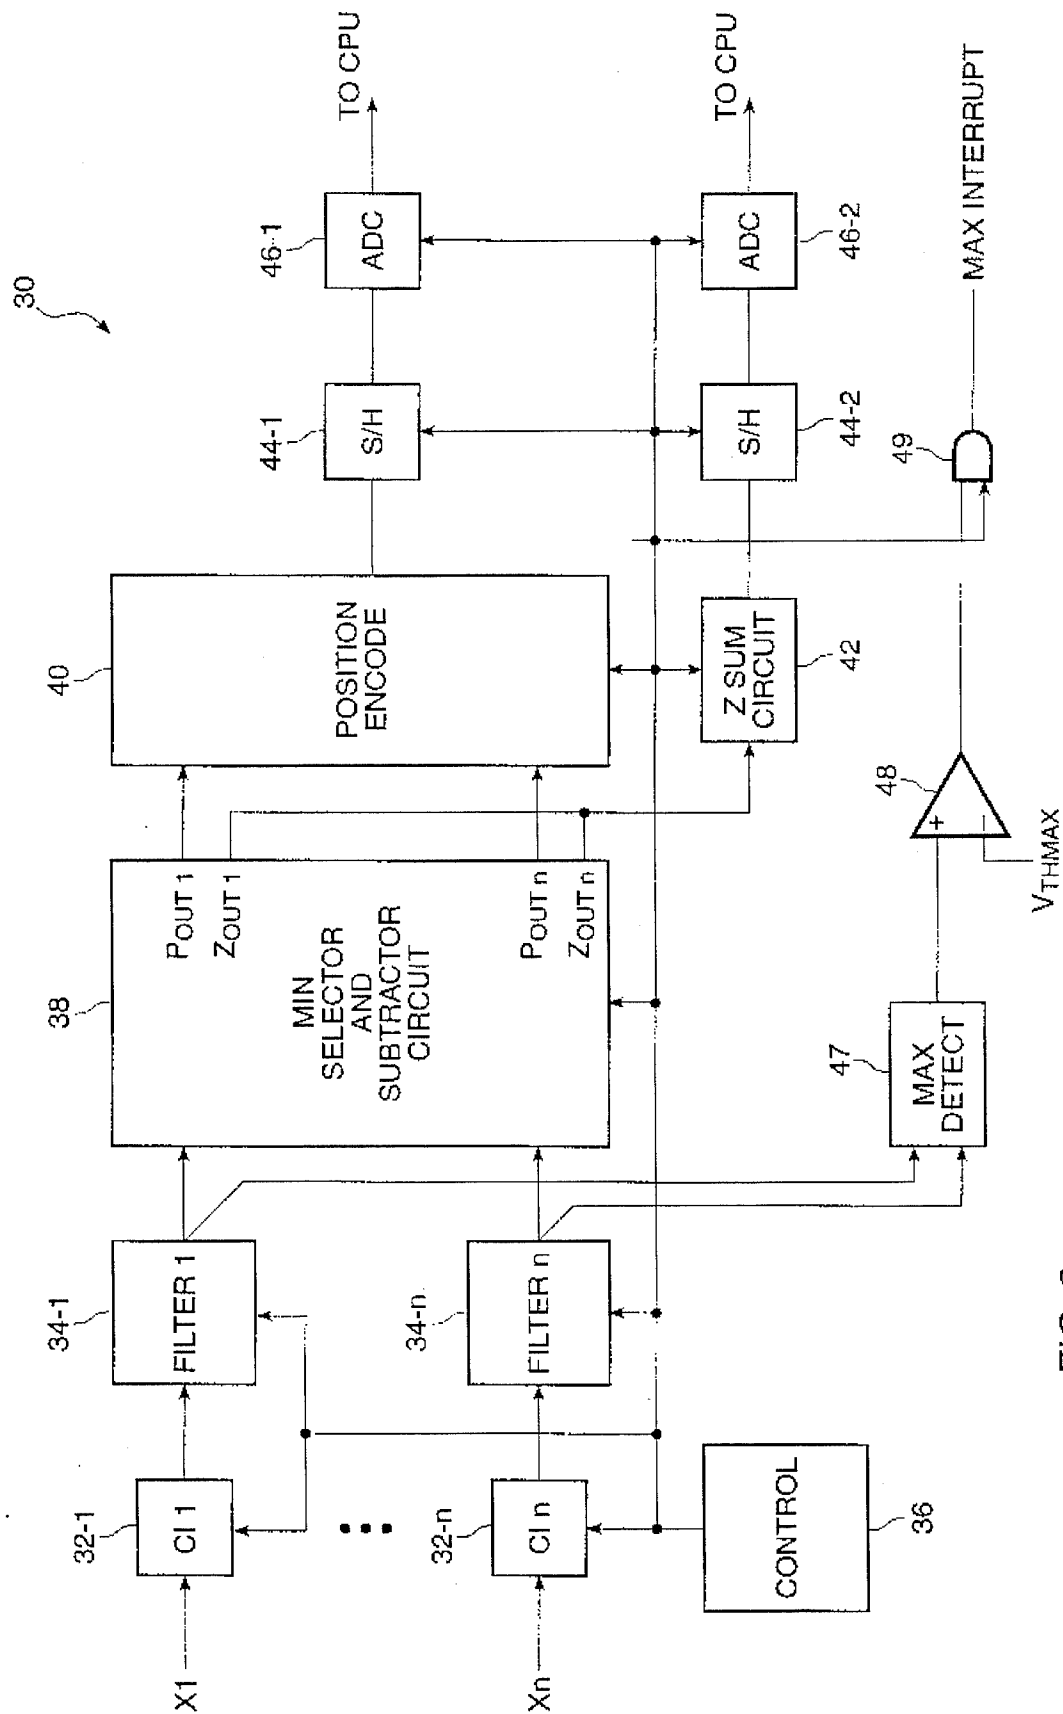 30
X1
32-1
CI 1
34-1
FILTER 1
38
MIN
SELECTOR
AND
SUBTRACTOR
CIRCUIT
POUT 1
ZOUT 1
POUT n
ZOUT n
40
POSITION
ENCODE
44-1
S/H
46-1
ADC
TO CPU
Xn
32-n
CI n
34-n
FILTER n
Z SUM
CIRCUIT
42
S/H
44-2
ADC
46-2
TO CPU
CONTROL
36
47
MAX
DETECT
48
+
−
VTHMAX
49
MAX INTERRUPT